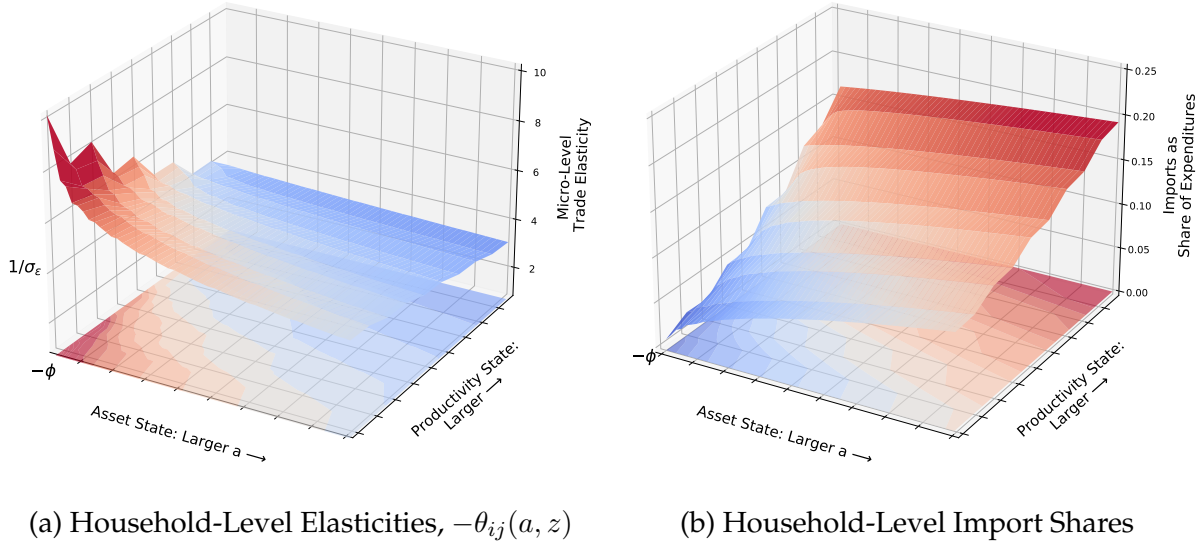 10
8
6
4
2
Micro-Level
Trade Elasticity
1/σε
−ϕ
Asset State: Larger a ⟶
Productivity State:
Larger ⟶
0.25
0.20
0.15
0.10
0.05
0.00
Imports as
Share of Expenditures
−ϕ
Asset State: Larger a ⟶
Productivity State:
Larger ⟶
(a) Household-Level Elasticities, −θij(a, z)
(b) Household-Level Import Shares